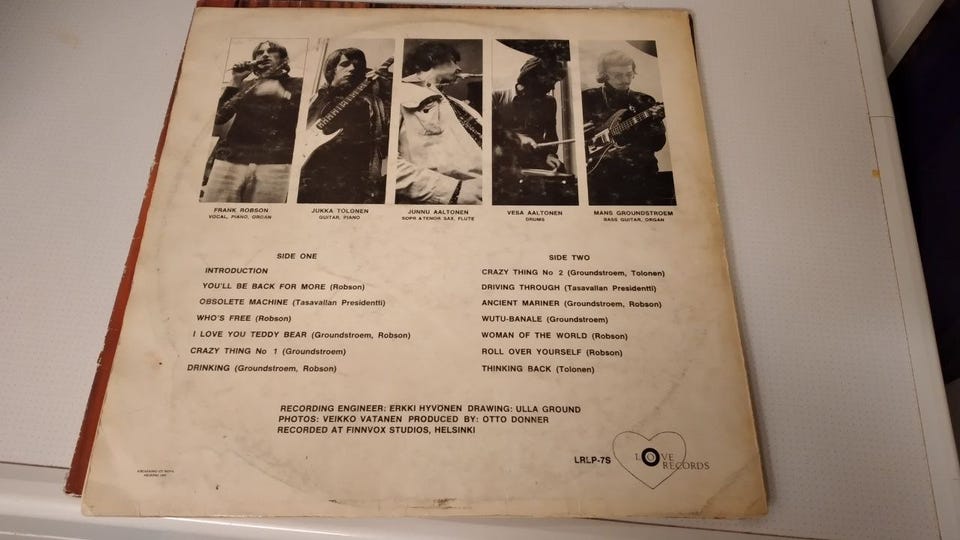 FRANK ROBSON
VOCAL, PIANO, ORGAN
JUKKA TOLONEN
GUITAR, PIANO
JUNNU AALTONEN
SOPR & TENOR SAX, FLUTE
VESA AALTONEN
DRUMS
MANS GROUNDSTROEM
BASS GUITAR, ORGAN
SIDE ONE
INTRODUCTION
YOU'LL BE BACK FOR MORE (Robson)
OBSOLETE MACHINE (Tasavallan Presidentti)
WHO'S FREE (Robson)
I LOVE YOU TEDDY BEAR (Groundstroem, Robson)
CRAZY THING No 1 (Groundstroem)
DRINKING (Groundstroem, Robson)
SIDE TWO
CRAZY THING No 2 (Groundstroem, Tolonen)
DRIVING THROUGH (Tasavallan Presidentti)
ANCIENT MARINER (Groundstroem, Robson)
WUTU-BANALE (Groundstroem)
WOMAN OF THE WORLD (Robson)
ROLL OVER YOURSELF (Robson)
THINKING BACK (Tolonen)
RECORDING ENGINEER: ERKKI HYVONEN DRAWING: ULLA GROUND
PHOTOS: VEIKKO VATANEN PRODUCED BY: OTTO DONNER
RECORDED AT FINNVOX STUDIOS, HELSINKI
LRLP-7S
LOVE
RECORDS